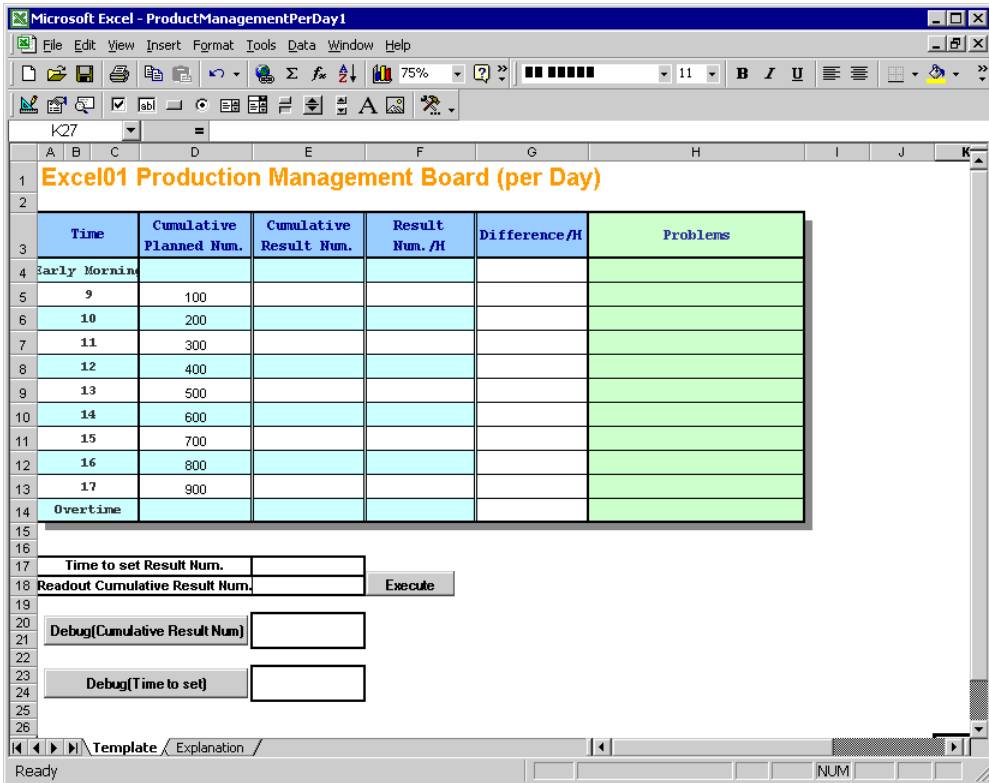 Microsoft Excel - ProductManagementPerDay1
File Edit View Insert Format Tools Data Window Help
75% 11 B I U
K27 =
A B C D E F G H I J K
1 Excel01 Production Management Board (per Day)
2
3 Time Cumulative Planned Num. Cumulative Result Num. Result Num./H Difference/H Problems
4 Early Morning
5 9 100
6 10 200
7 11 300
8 12 400
9 13 500
10 14 600
11 15 700
12 16 800
13 17 900
14 Overtime
15
16
17 Time to set Result Num.
18 Readout Cumulative Result Num. Execute
19
20 Debug(Cumulative Result Num)
21
22
23 Debug(Time to set)
24
25
26
Template Explanation
Ready NUM